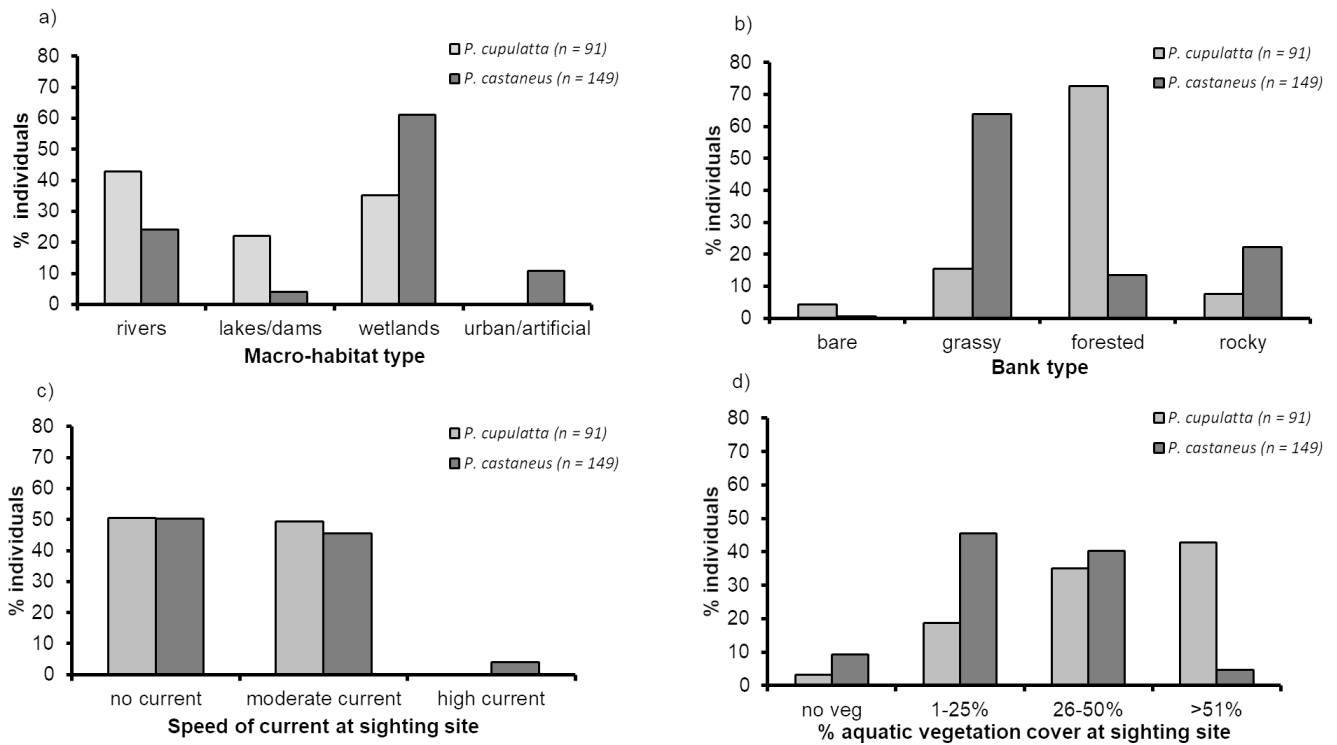 a)
P. cupulatta (n = 91)
P. castaneus (n = 149)
80
70
60
50
40
30
20
10
0
% individuals
rivers lakes/dams wetlands urban/artificial
Macro-habitat type
b)
P. cupulatta (n = 91)
P. castaneus (n = 149)
80
70
60
50
40
30
20
10
0
% individuals
bare grassy forested rocky
Bank type
c)
P. cupulatta (n = 91)
P. castaneus (n = 149)
80
70
60
50
40
30
20
10
0
% individuals
no current moderate current high current
Speed of current at sighting site
d)
P. cupulatta (n = 91)
P. castaneus (n = 149)
80
70
60
50
40
30
20
10
0
% individuals
no veg 1-25% 26-50% >51%
% aquatic vegetation cover at sighting site